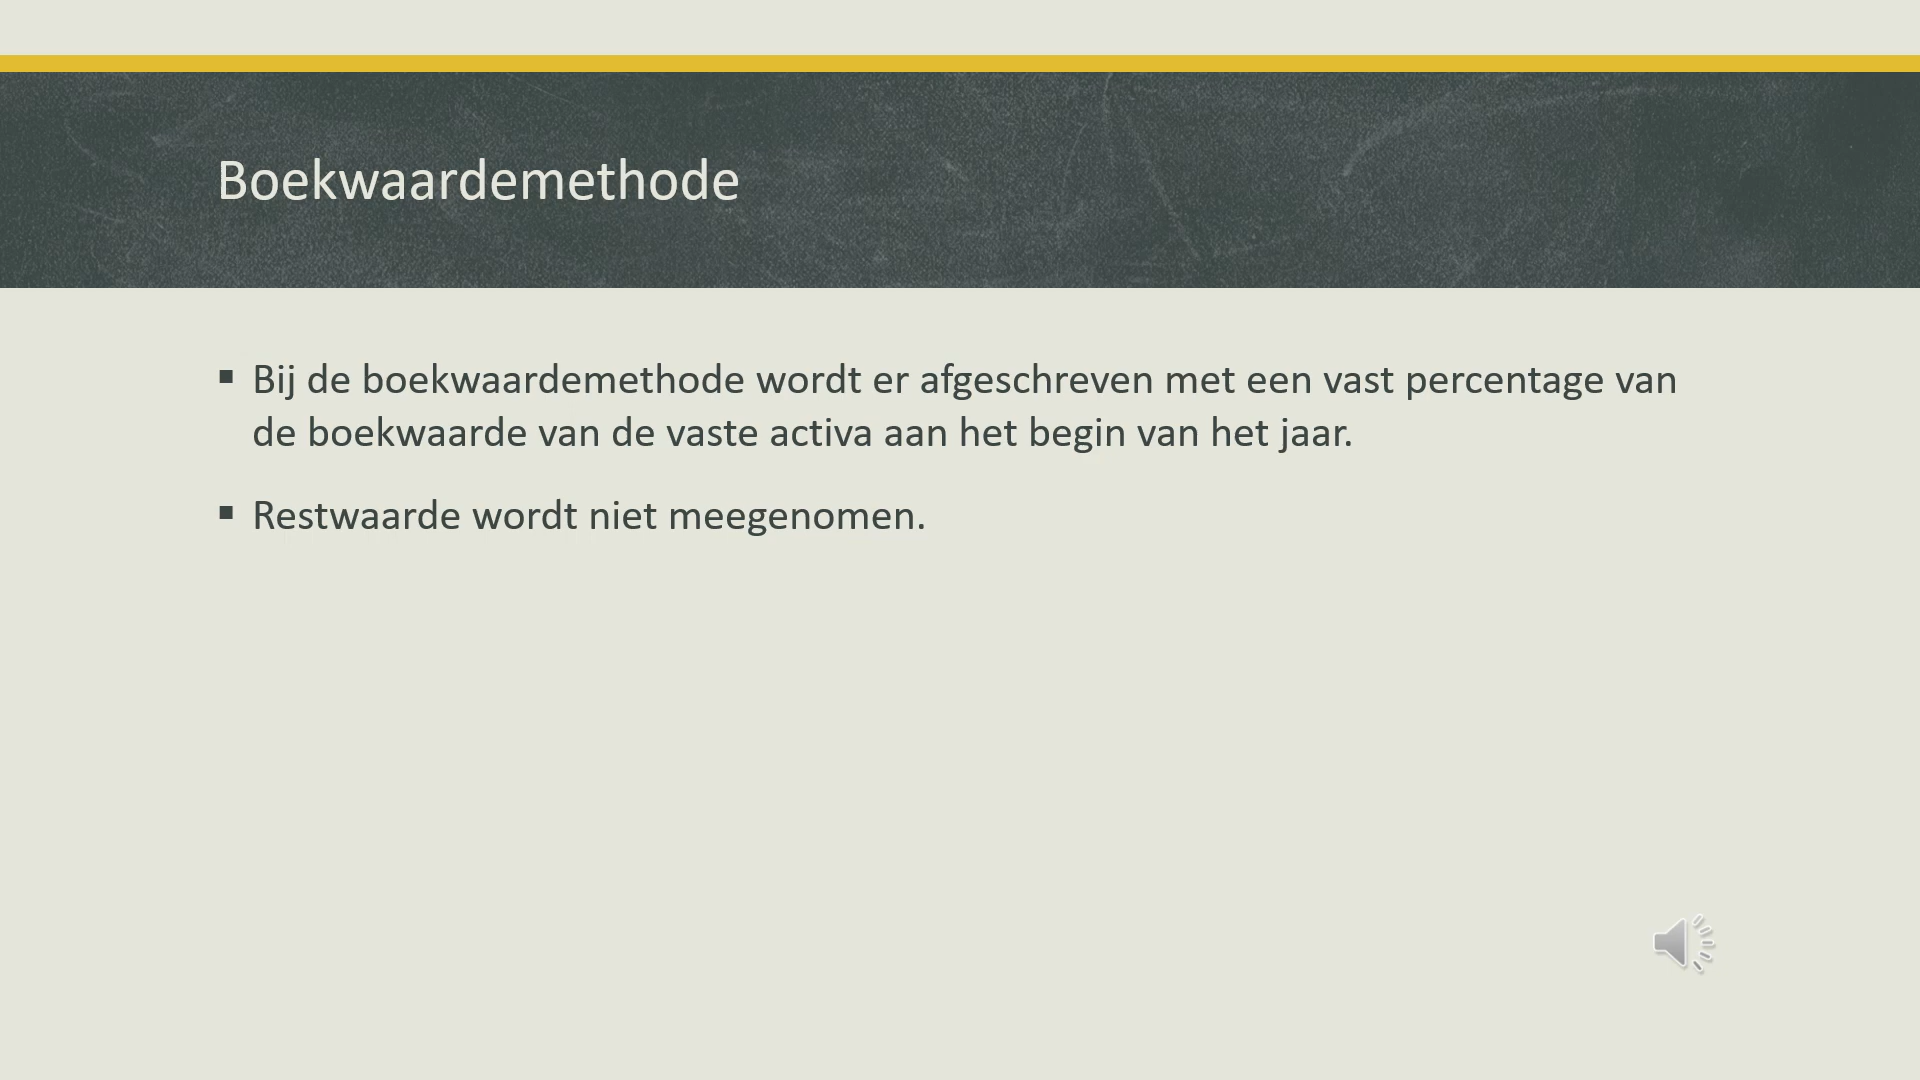 Boekwaardemethode
▪ Bij de boekwaardemethode wordt er afgeschreven met een vast percentage van
de boekwaarde van de vaste activa aan het begin van het jaar.
▪ Restwaarde wordt niet meegenomen.